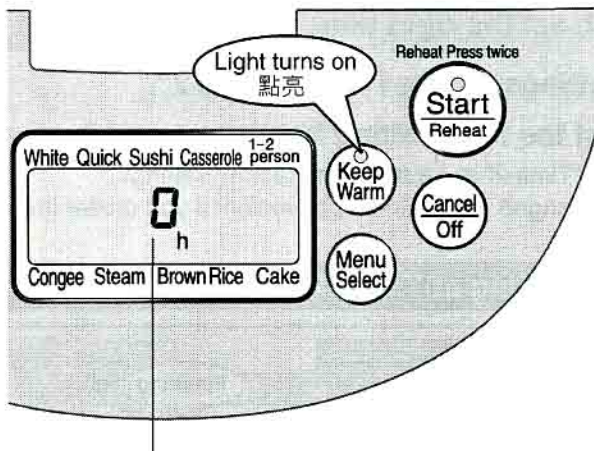 Light turns on
點亮
Reheat Press twice
Start
Reheat
White Quick Sushi Casserole 1-2 person
Keep
Warm
0 h
Cancel
Off
Menu
Select
Congee Steam Brown Rice Cake